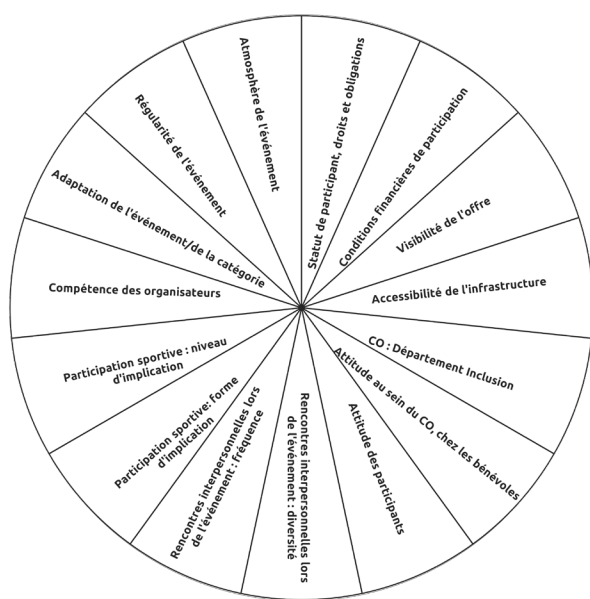 Statut de participant, droits et obligations
Conditions financières de participation
Visibilité de l'offre
Accessibilité de l'infrastructure
CO : Département Inclusion
Attitude au sein du CO, chez les bénévoles
Attitude des participants
Rencontres interpersonnelles lors
de l'événement : diversité
Rencontres interpersonnelles lors
de l'événement : fréquence
Participation sportive: forme
d'implication
Participation sportive : niveau
d'implication
Compétence des organisateurs
Adaptation de l'événement/de la catégorie
Régularité de l'événement
Atmosphère de l'événement